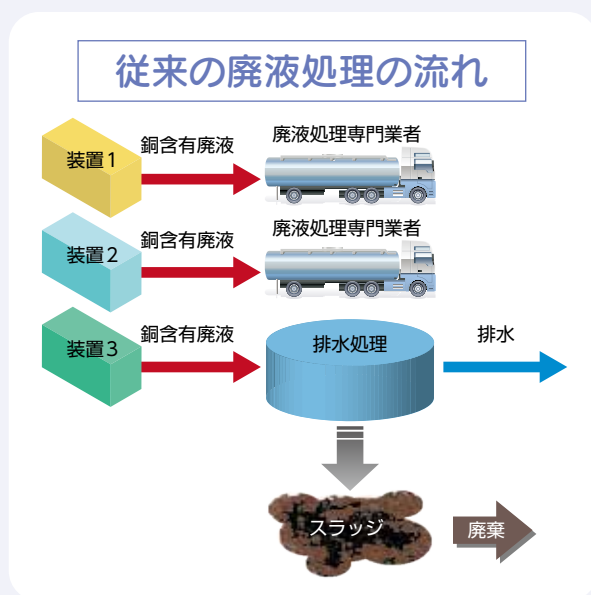 従来の廃液処理の流れ
装置1
銅含有廃液
廃液処理専門業者
装置2
銅含有廃液
廃液処理専門業者
装置3
銅含有廃液
排水処理
排水
スラッジ
廃棄